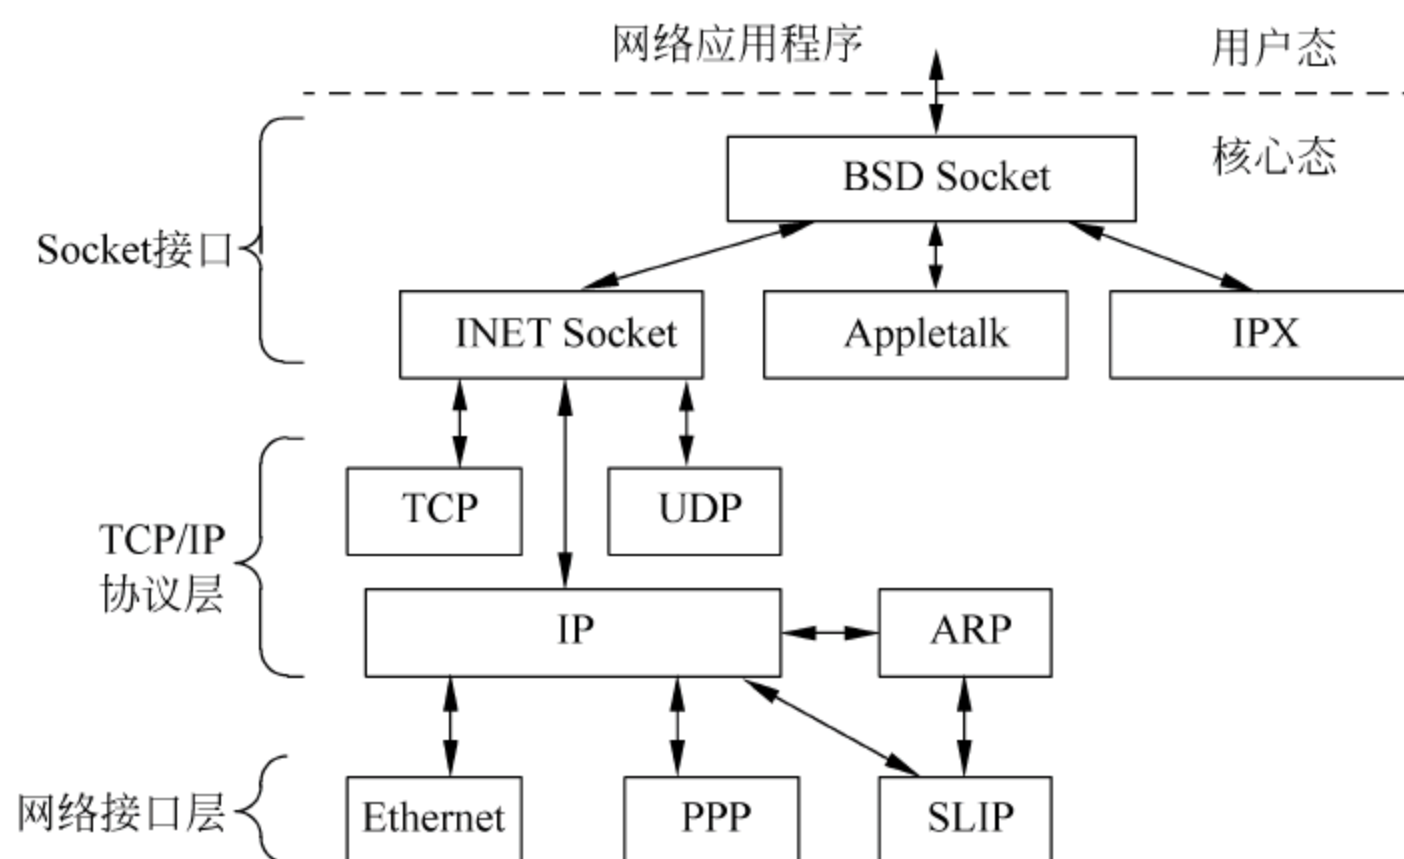 网络应用程序
用户态
核心态
BSD Socket
Socket接口
INET Socket
Appletalk
IPX
TCP
UDP
TCP/IP
协议层
IP
ARP
网络接口层
Ethernet
PPP
SLIP